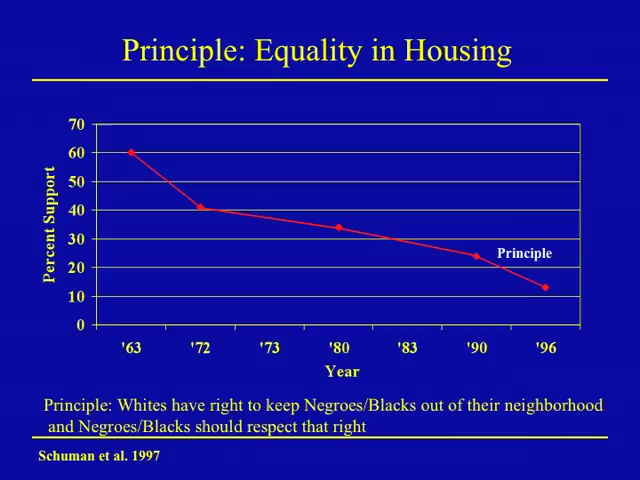 Principle: Equality in Housing
70
60
50
40
30
20
10
0
Percent Support
Principle
'63 '72 '73 '80 '83 '90 '96
Year
Principle: Whites have right to keep Negroes/Blacks out of their neighborhood
and Negroes/Blacks should respect that right
Schuman et al. 1997